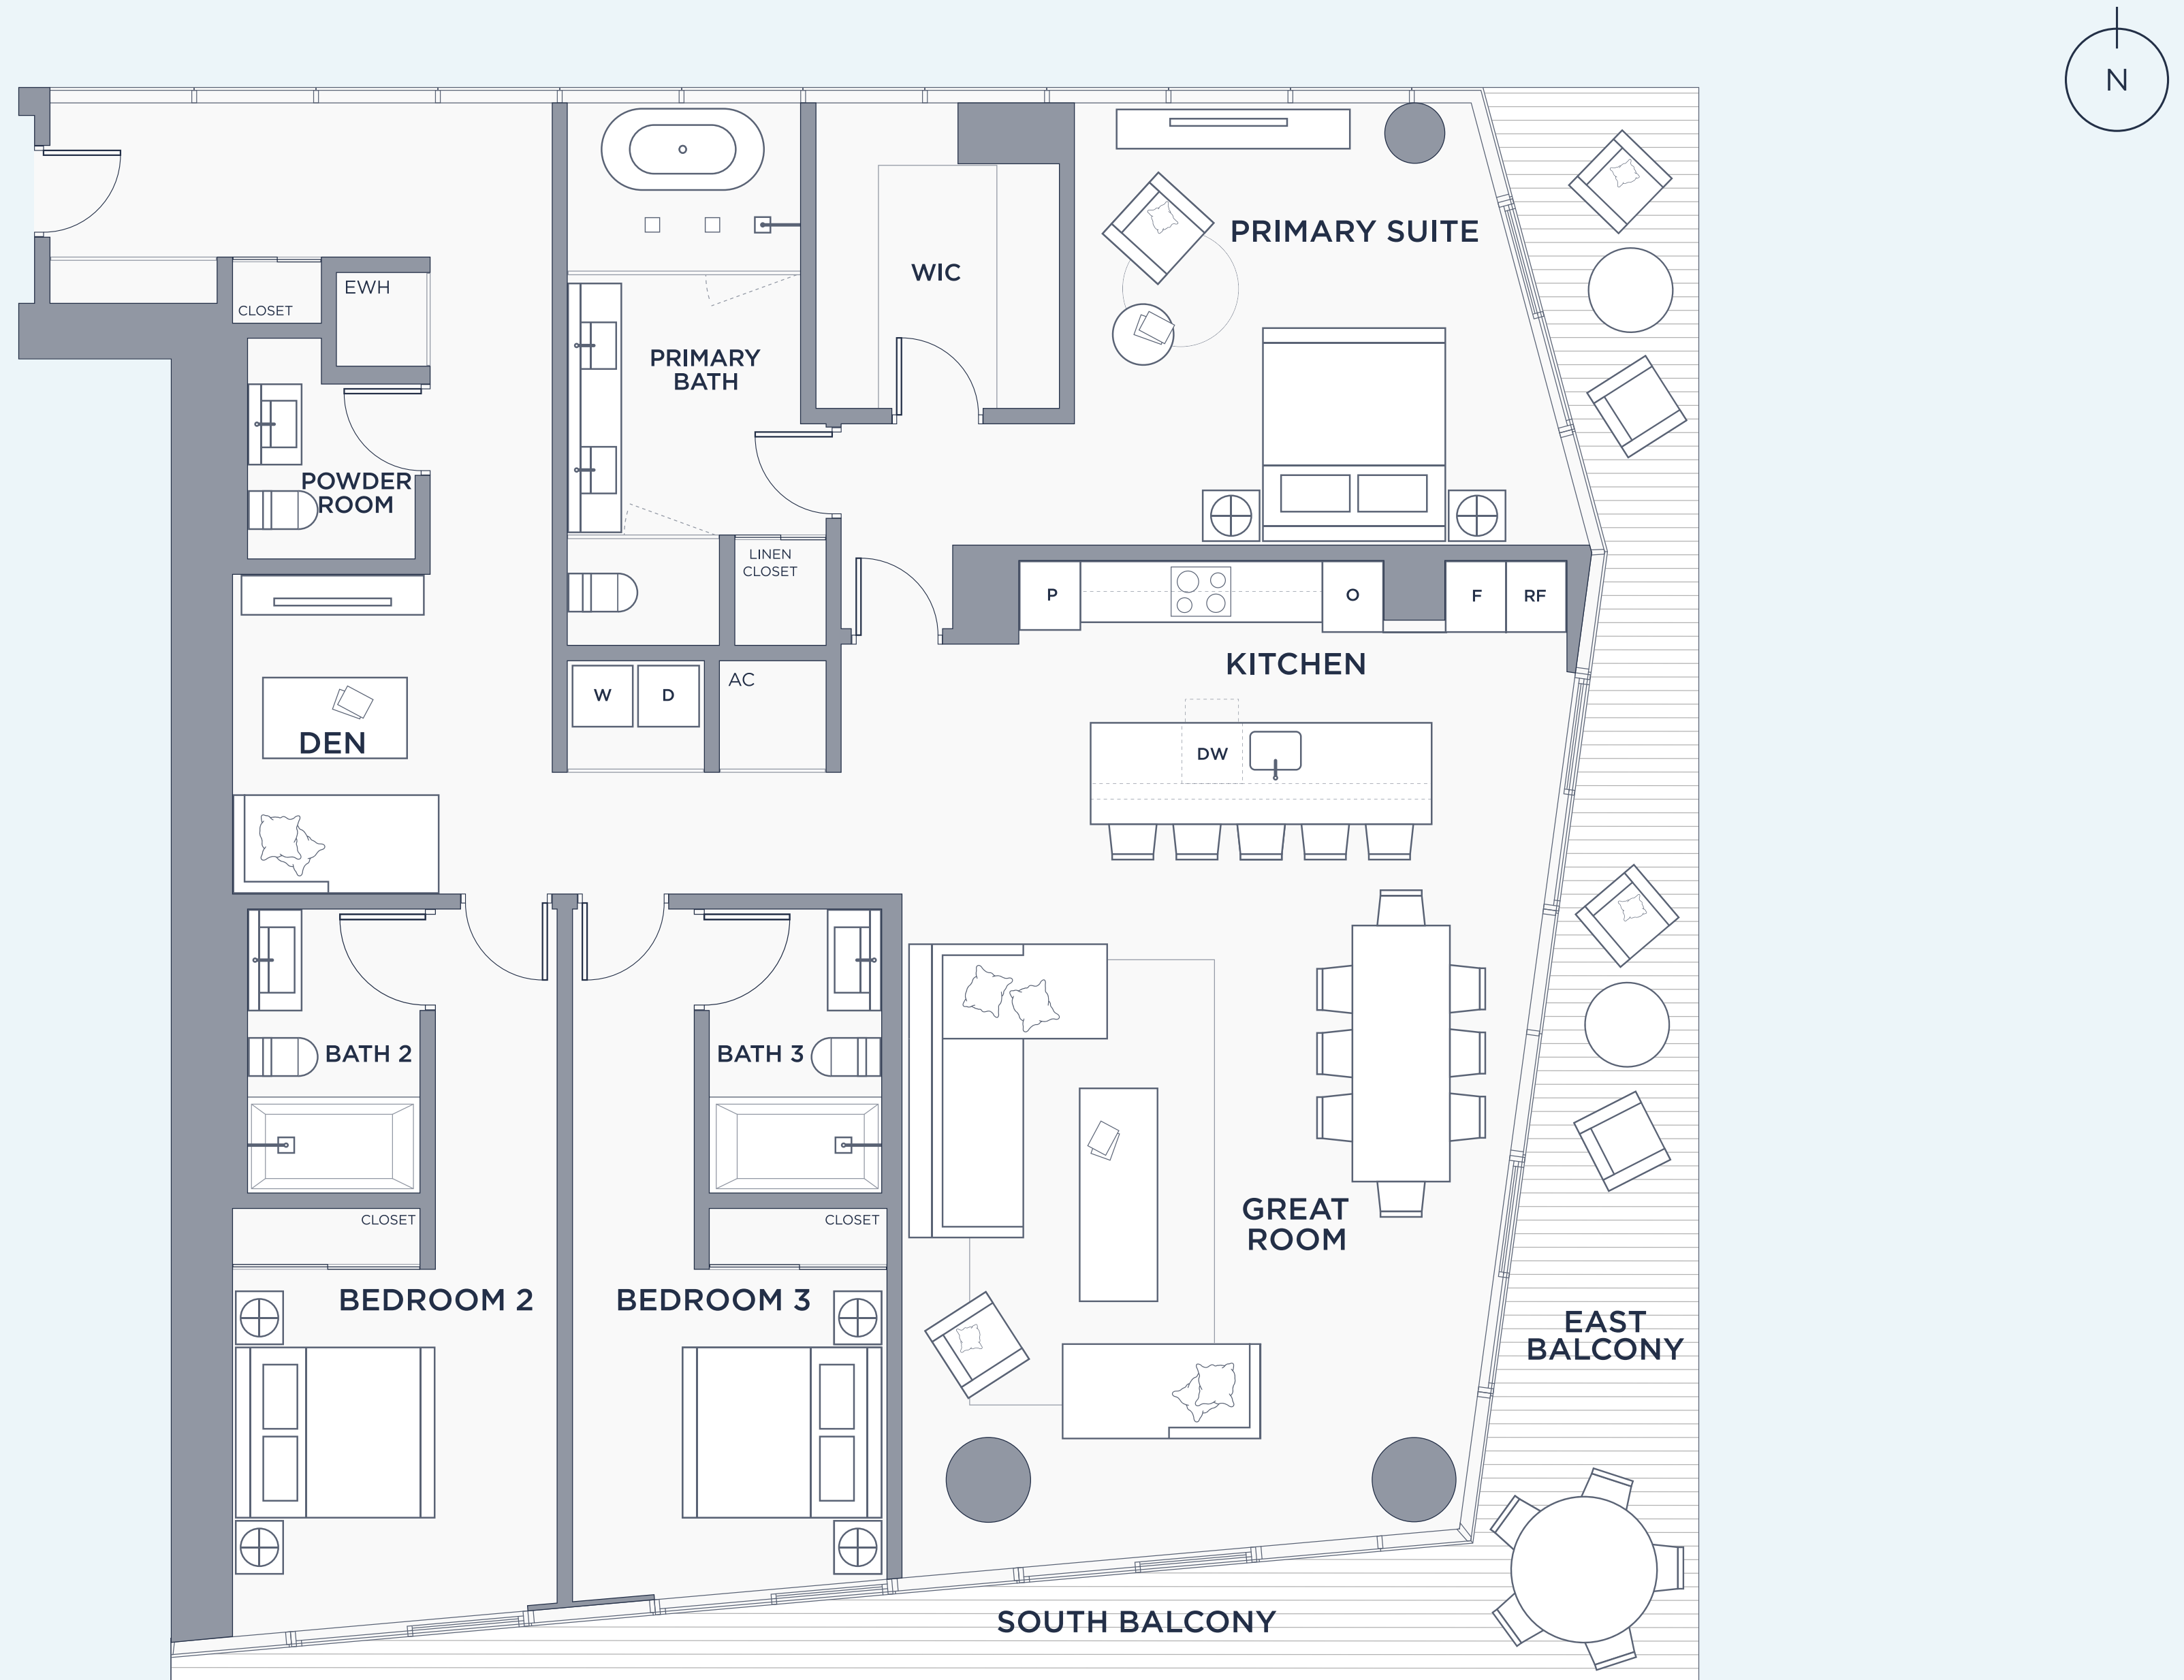 N
PRIMARY SUITE
WIC
EWH
CLOSET
PRIMARY
BATH
POWDER
ROOM
LINEN
CLOSET
P
O
F
RF
KITCHEN
AC
W
D
DEN
DW
BATH 2
BATH 3
GREAT
ROOM
CLOSET
CLOSET
BEDROOM 2
BEDROOM 3
EAST
BALCONY
SOUTH BALCONY